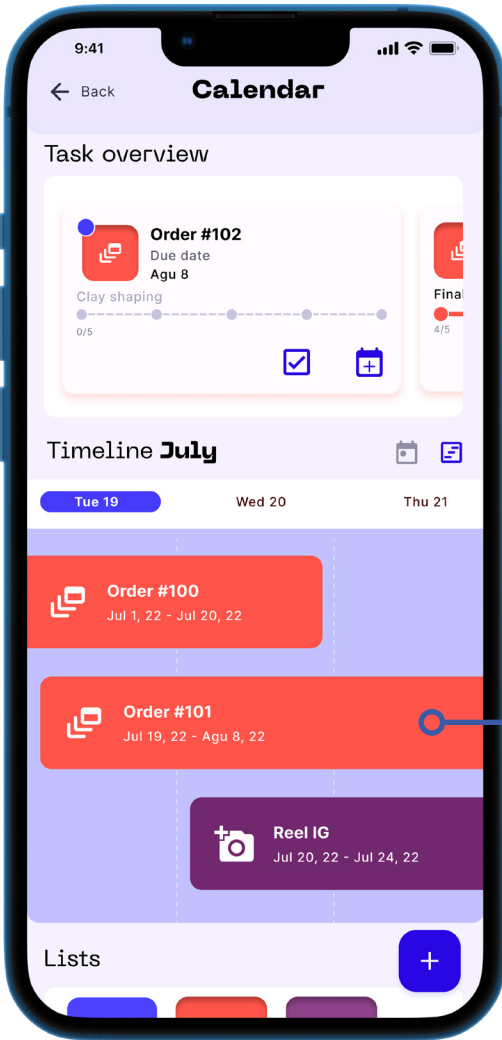 9:41
Back
Calendar
Task overview
Order #102
Due date
Agu 8
Clay shaping
0/5
Final
4/5
Timeline July
Tue 19 Wed 20 Thu 21
Order #100
Jul 1, 22 - Jul 20, 22
Order #101
Jul 19, 22 - Agu 8, 22
Reel IG
Jul 20, 22 - Jul 24, 22
Lists